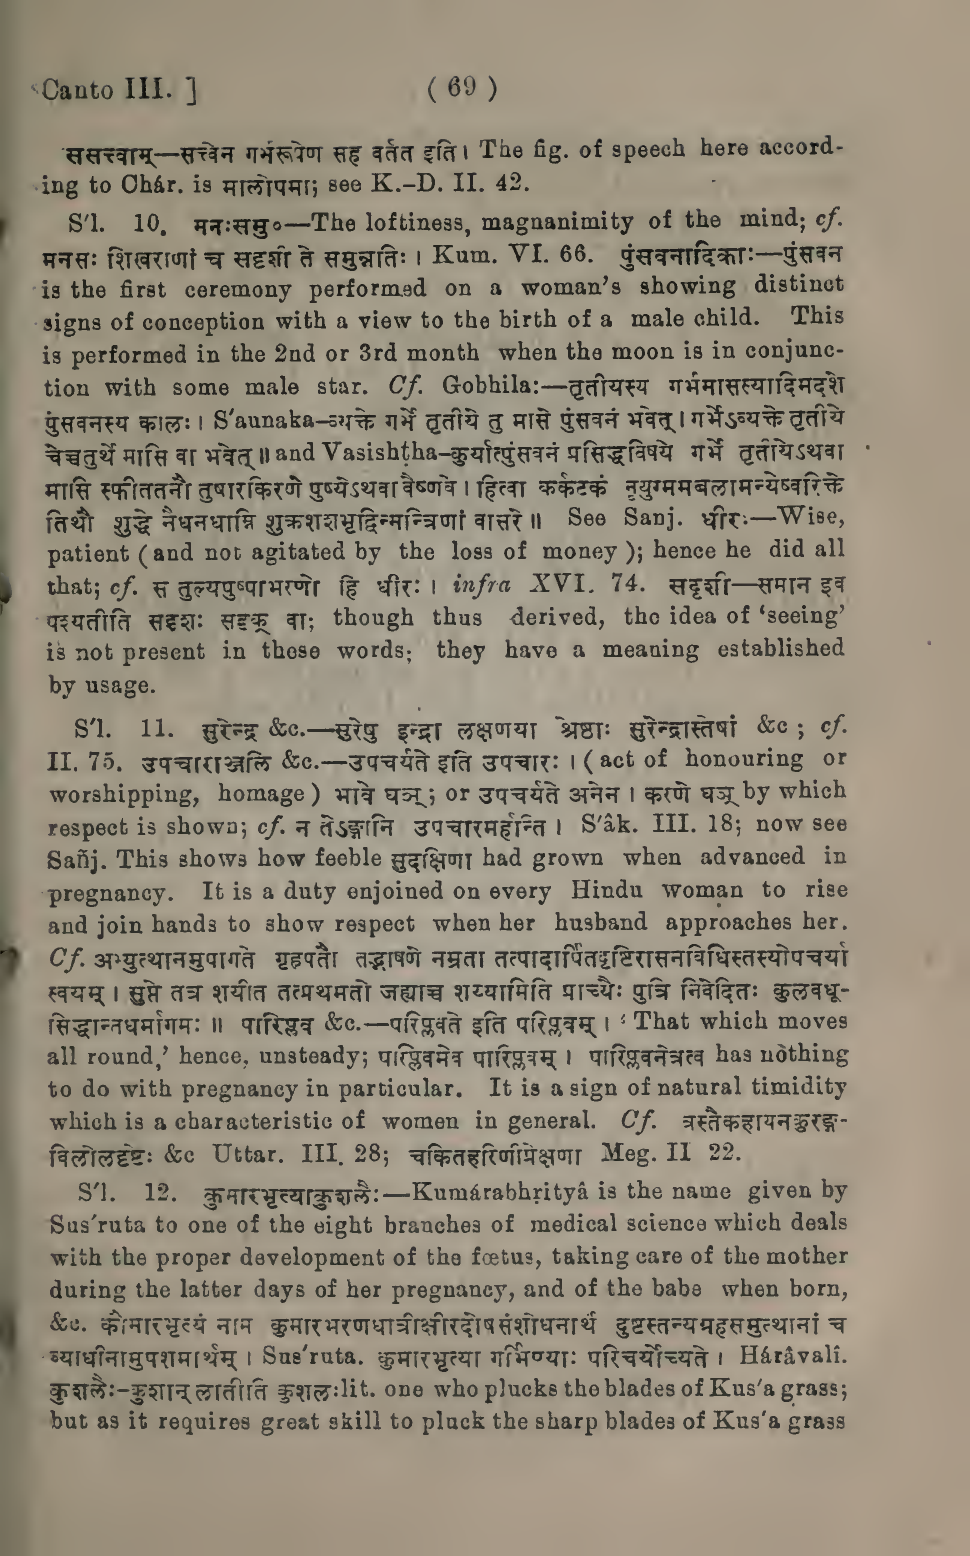 Canto III. ] ( 69 )
ससत्त्वाम्—सत्त्वेन गर्भरूपेण सह वर्तत इति। The fig. of speech here accord-
ing to Chár. is मालोपमा; see K.-D. II. 42.
S'l. 10. मनःसमु०—The loftiness, magnanimity of the mind; cf.
मनसः शिखराणां च सदृशी ते समुन्नतिः। Kum. VI. 66. पुंसवनादिकाः—पुंसवन
is the first ceremony performed on a woman's showing distinct
signs of conception with a view to the birth of a male child. This
is performed in the 2nd or 3rd month when the moon is in conjunc-
tion with some male star. Cf. Gobhila:—तृतीयस्य गर्भमासस्यादिमदशे
पुंसवनस्य कालः। S'aunaka—व्यक्ते गर्भे तृतीये तु मासे पुंसवनं भवेत्। गर्भेऽव्यक्ते तृतीये
चेच्चतुर्थे मासि वा भवेत्॥ and Vasishṭha-कुर्यात्पुंसवनं प्रसिद्धविषये गर्भे तृतीयेऽथवा
मासि स्फीततनौ तुषारकिरणे पुष्येऽथवा वैष्णवे। हित्वा कर्कटकं नृयुग्ममबलामन्येष्वरिक्ते
तिथौ शुद्धे नैधनधाम्नि शुक्रशशभृद्विन्मन्त्रिणां वासरे॥ See Sanj. धीरः—Wise,
patient ( and not agitated by the loss of money ); hence he did all
that; cf. स तुल्यपुष्पाभरणो हि धीरः। infra XVI. 74. सदृशी—समान इव
पश्यतीति सदृशः सदृक् वा; though thus derived, the idea of 'seeing'
is not present in these words; they have a meaning established
by usage.
S'l. 11. सुरेन्द्र &c.—सुरेषु इन्द्रा लक्षणया श्रेष्ठाः सुरेन्द्रास्तेषां &c ; cf.
II. 75. उपचाराञ्जलि &c.—उपचर्यते इति उपचारः। ( act of honouring or
worshipping, homage ) भावे घञ्; or उपचर्यते अनेन। करणे घञ् by which
respect is shown; cf. न तेऽङ्गानि उपचारमर्हन्ति। S'âk. III. 18; now see
Sañj. This shows how feeble सुदक्षिणा had grown when advanced in
pregnancy. It is a duty enjoined on every Hindu woman to rise
and join hands to show respect when her husband approaches her.
Cf. अभ्युत्थानमुपागते गृहपतौ तद्भाषणे नम्रता तत्पादार्पितदृष्टिरासनविधिस्तस्योपचर्या
स्वयम्। सुप्ते तत्र शयीत तत्प्रथमतो जह्याच्च शय्यामिति प्राच्यैः पुत्रि निवेदितः कुलवधू-
सिद्धान्तधर्मागमः॥ पारिप्लव &c.—परिप्लवते इति परिप्लवम्। 'That which moves
all round,' hence, unsteady; परिप्लवमेव पारिप्लवम्। पारिप्लवनेत्रत्व has nothing
to do with pregnancy in particular. It is a sign of natural timidity
which is a characteristic of women in general. Cf. त्रस्तैकहायनकुरङ्ग-
विलोलदृष्टेः &c Uttar. III. 28; चकितहरिणीप्रेक्षणा Meg. II 22.
S'l. 12. कुमारभृत्याकुशलैः—Kumárabhṛityâ is the name given by
Sus'ruta to one of the eight branches of medical science which deals
with the proper development of the fœtus, taking care of the mother
during the latter days of her pregnancy, and of the babe when born,
&c. कौमारभृत्यं नाम कुमारभरणधात्रीक्षीरदोषसंशोधनार्थं दुष्टस्तन्यग्रहसमुत्थानां च
व्याधीनामुपशमार्थम्। Sus'ruta. कुमारभृत्या गर्भिण्याः परिचर्योच्यते। Hárâvalî.
कुशलैः-कुशान् लातीति कुशलः lit. one who plucks the blades of Kus'a grass;
but as it requires great skill to pluck the sharp blades of Kus'a grass